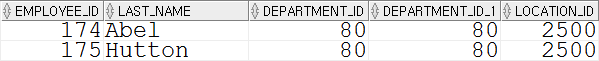 EMPLOYEE_ID LAST_NAME DEPARTMENT_ID DEPARTMENT_ID_1 LOCATION_ID
174 Abel 80 80 2500
175 Hutton 80 80 2500